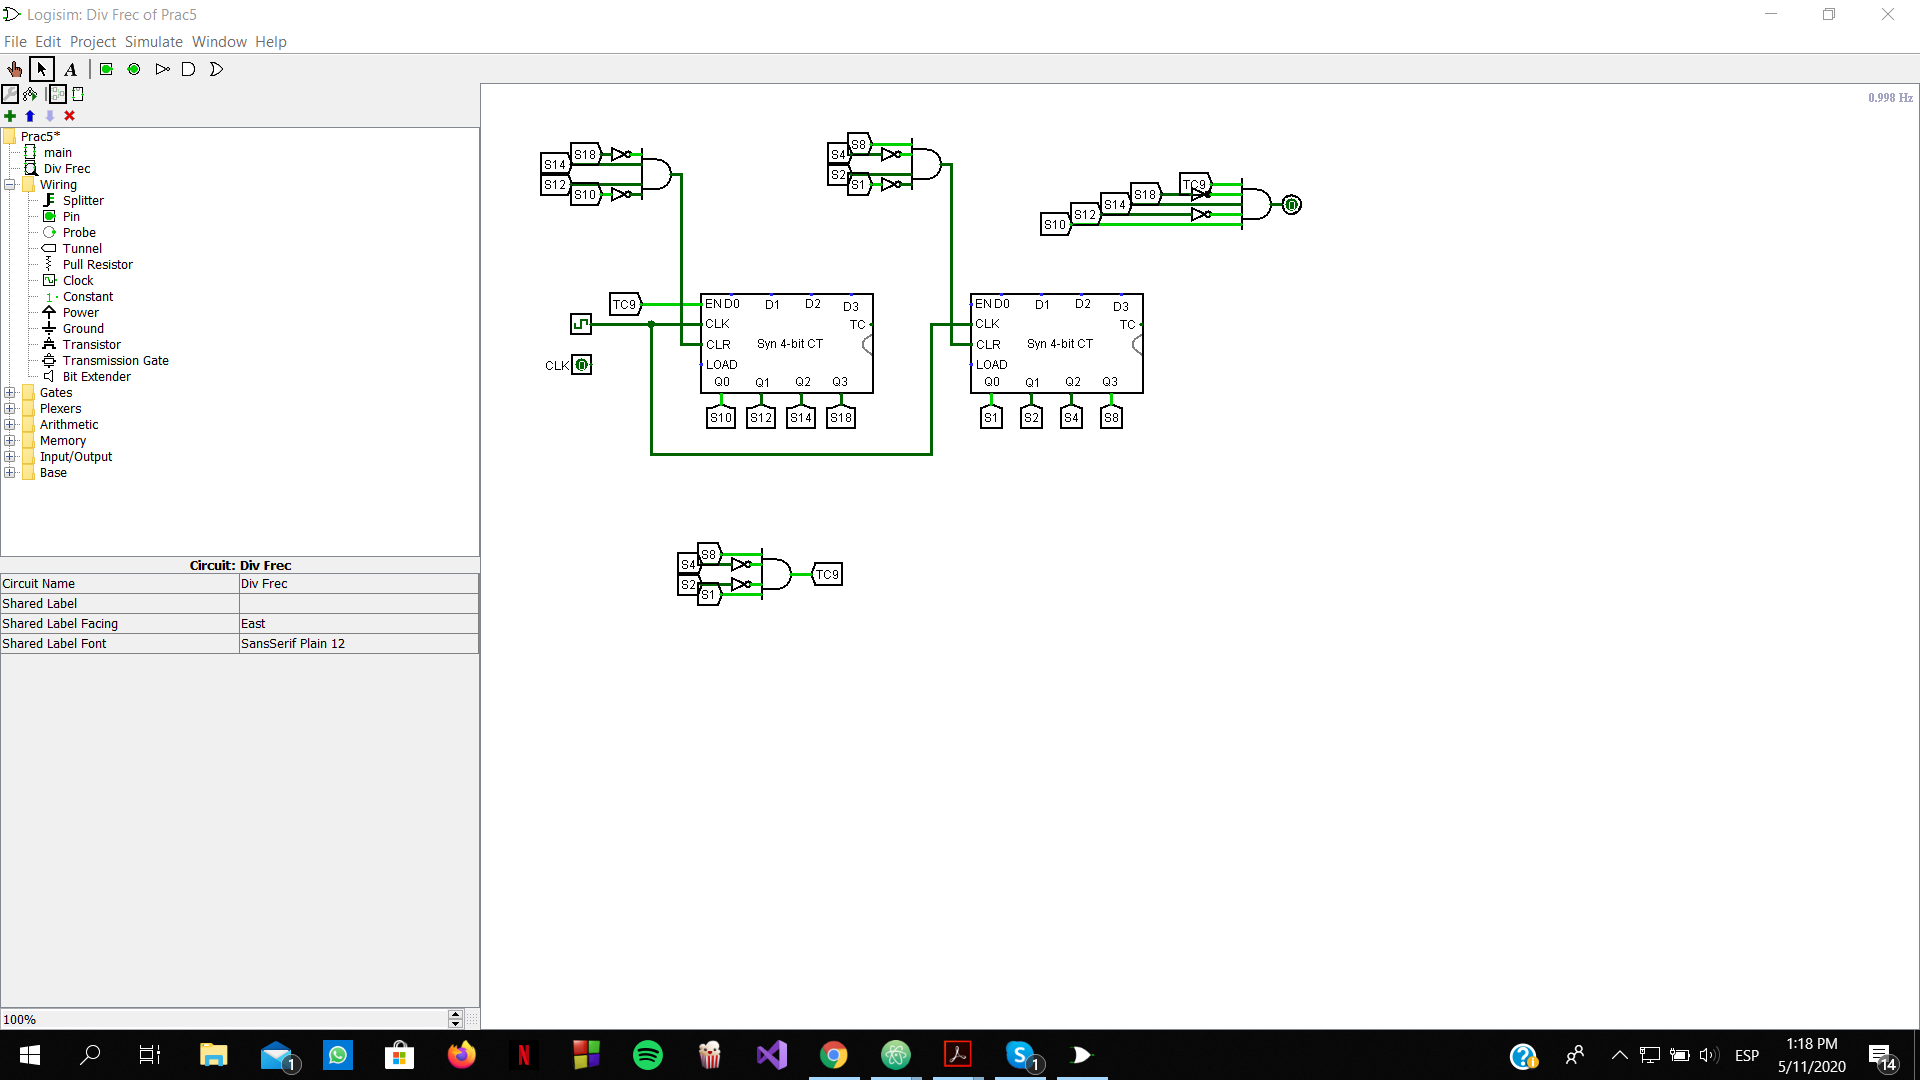 Logisim: Div Frec of Prac5
File Edit Project Simulate Window Help
A
0.998 Hz
Prac5*
main
Div Frec
Wiring
Splitter
Pin
Probe
Tunnel
Pull Resistor
Clock
1 Constant
Power
Ground
Transistor
Transmission Gate
Bit Extender
Gates
Plexers
Arithmetic
Memory
Input/Output
Base
Circuit: Div Frec
Circuit Name Div Frec
Shared Label
Shared Label Facing East
Shared Label Font SansSerif Plain 12
100%
S18
S14
S12
S10
S8
S4
S2
S1
TC9
S18
S14
S12
S10
TC9
CLK
EN D0 D1 D2 D3
CLK TC
CLR Syn 4-bit CT
LOAD
Q0 Q1 Q2 Q3
S10 S12 S14 S18
EN D0 D1 D2 D3
CLK TC
CLR Syn 4-bit CT
LOAD
Q0 Q1 Q2 Q3
S1 S2 S4 S8
S8
S4
S2
S1
TC9
1
N
1
ESP
1:18 PM
5/11/2020
14